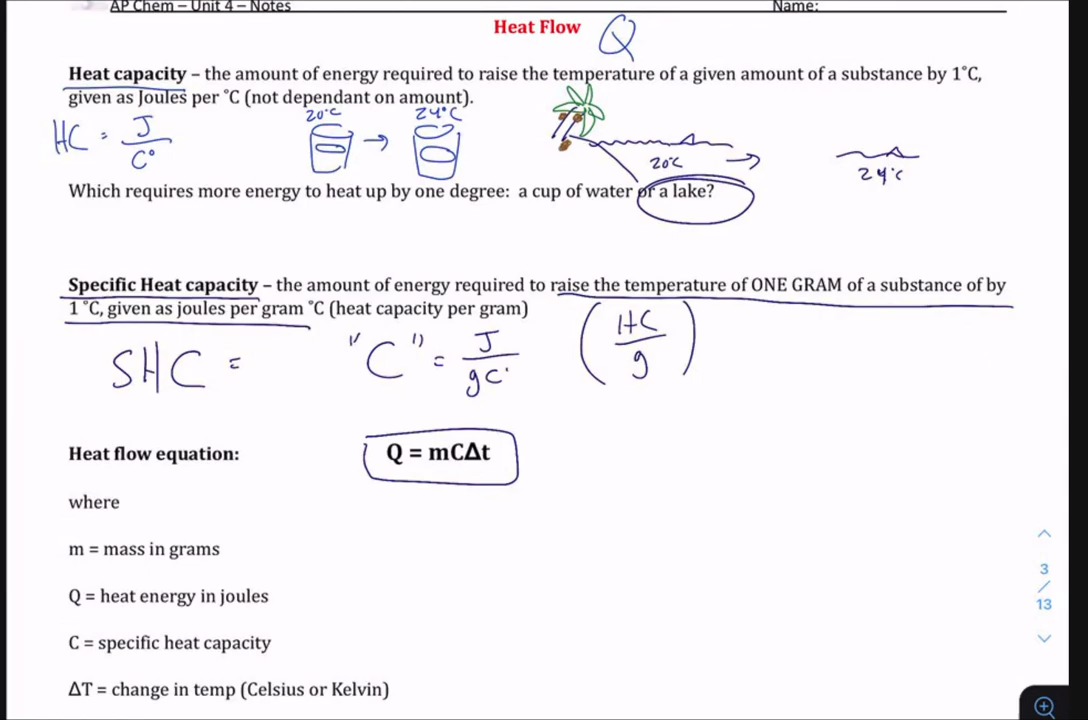 AP Chem – Unit 4 – Notes Name:
Heat Flow Q
Heat capacity – the amount of energy required to raise the temperature of a given amount of a substance by 1°C,
given as Joules per °C (not dependant on amount).
HC = J / C° 20°C → 24°C 20°C → 24°C
Which requires more energy to heat up by one degree: a cup of water or a lake?
Specific Heat capacity – the amount of energy required to raise the temperature of ONE GRAM of a substance of by
1 °C, given as joules per gram °C (heat capacity per gram)
SHC = "C" = J / gC° (HC / g)
Heat flow equation: Q = mCΔt
where
m = mass in grams
Q = heat energy in joules
C = specific heat capacity
ΔT = change in temp (Celsius or Kelvin)
3
/
13